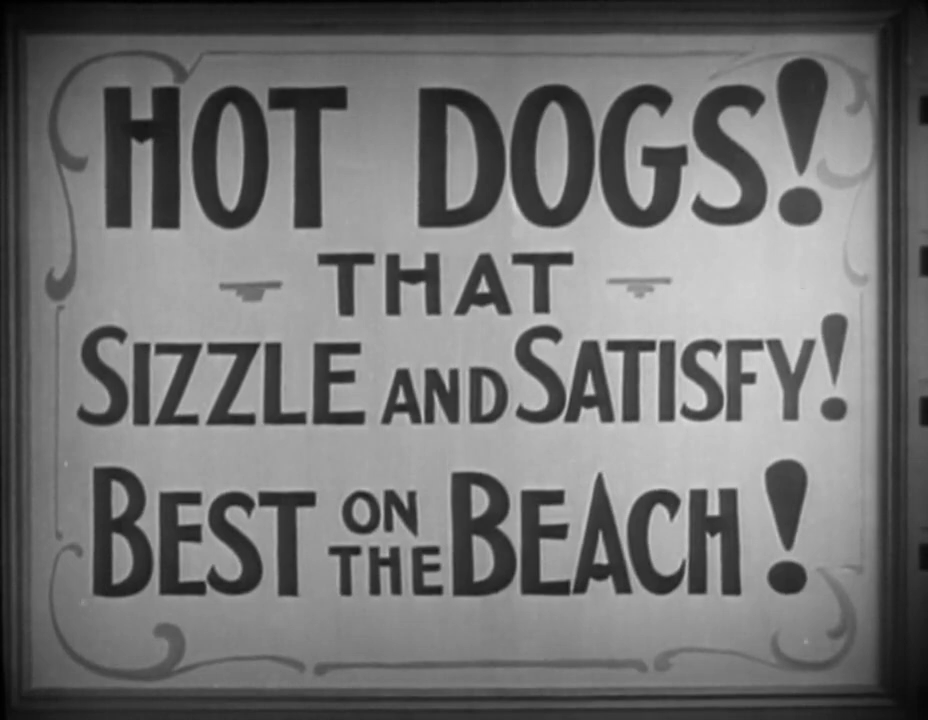 HOT DOGS!
THAT
SIZZLE AND SATISFY!
BEST ON THE BEACH!